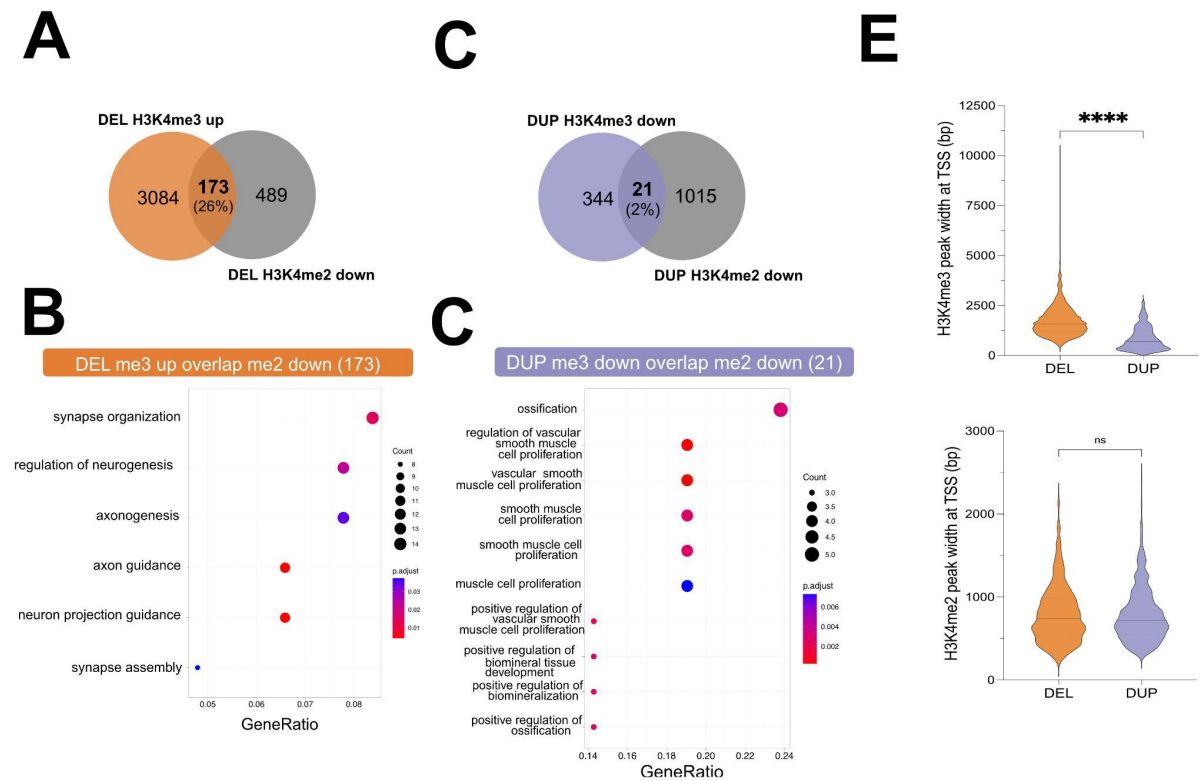 A
DEL H3K4me3 up
3084
173
(26%)
489
DEL H3K4me2 down
C
DUP H3K4me3 down
344
21
(2%)
1015
DUP H3K4me2 down
E
H3K4me3 peak width at TSS (bp)
12500
10000
7500
5000
2500
0
****
DEL
DUP
H3K4me2 peak width at TSS (bp)
3000
2000
1000
0
ns
DEL
DUP
B
DEL me3 up overlap me2 down (173)
synapse organization
regulation of neurogenesis
axonogenesis
axon guidance
neuron projection guidance
synapse assembly
0.05
0.06
0.07
0.08
GeneRatio
Count
8
9
10
11
12
13
14
p.adjust
0.03
0.02
0.01
C
DUP me3 down overlap me2 down (21)
ossification
regulation of vascular
smooth muscle
cell proliferation
vascular smooth
muscle cell proliferation
smooth muscle
cell proliferation
smooth muscle cell
proliferation
muscle cell proliferation
positive regulation of
vascular smooth
muscle cell proliferation
positive regulation of
biomineral tissue
development
positive regulation of
biomineralization
positive regulation of
ossification
0.14
0.16
0.18
0.20
0.22
0.24
GeneRatio
Count
3.0
3.5
4.0
4.5
5.0
p.adjust
0.006
0.004
0.002